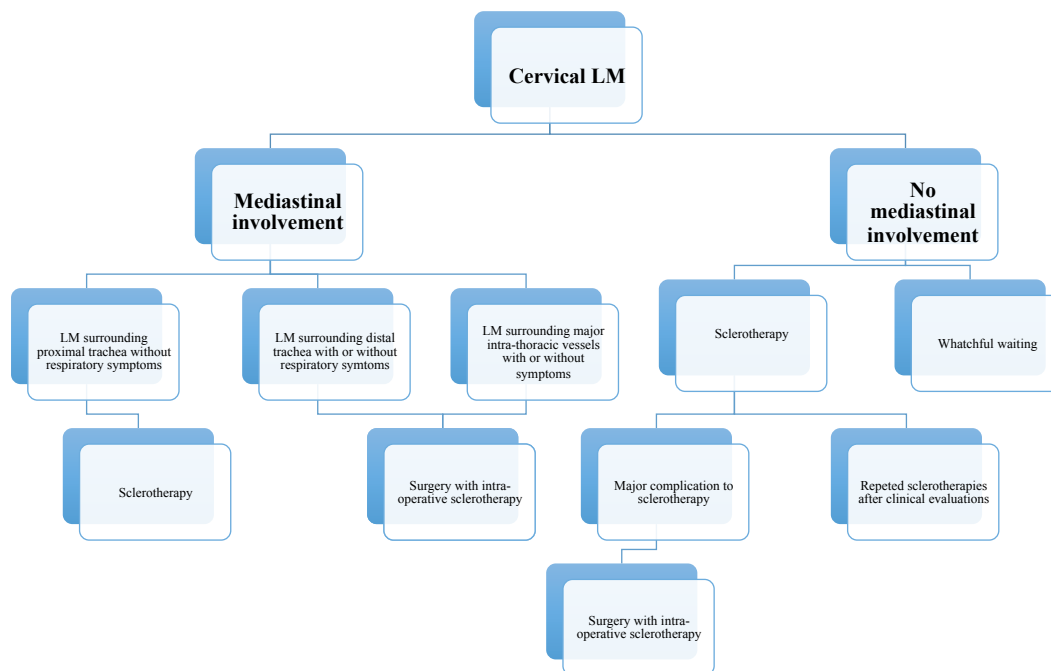 Cervical LM
Mediastinal
involvement
No
mediastinal
involvement
LM surrounding
proximal trachea without
respiratory symptoms
LM surrounding distal
trachea with or without
respiratory symtoms
LM surrounding major
intra-thoracic vessels
with or without
symptoms
Sclerotherapy
Whatchful waiting
Sclerotherapy
Surgery with intra-
operative sclerotherapy
Major complication to
sclerotherapy
Repeted sclerotherapies
after clinical evaluations
Surgery with intra-
operative sclerotherapy